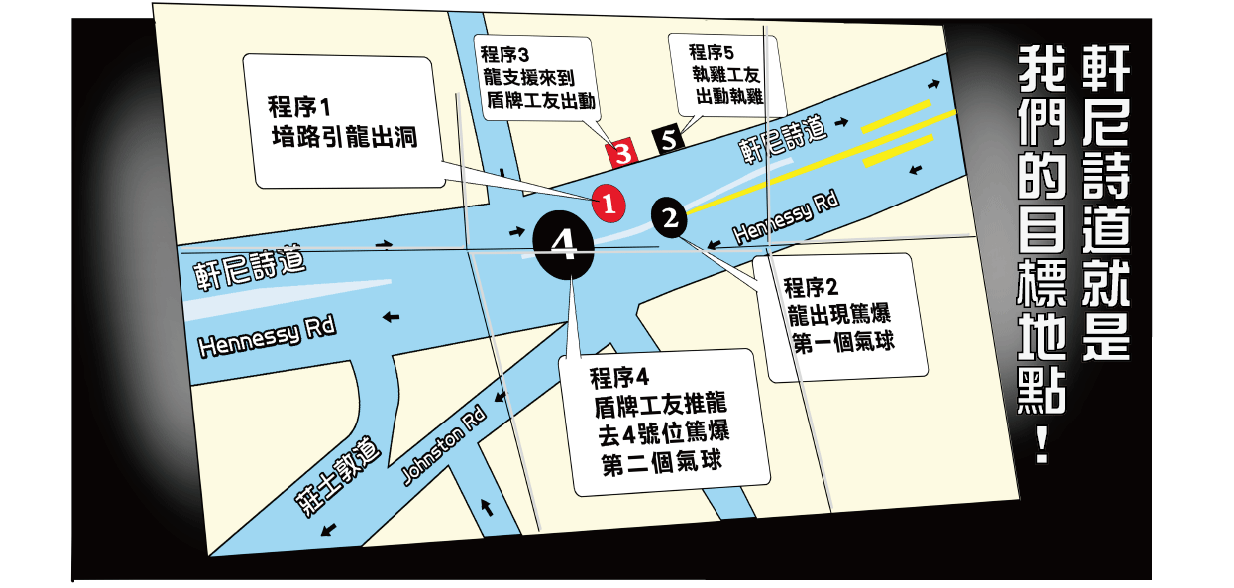 軒尼詩道就是
我們的目標地點！
程序1
堷路引龍出洞
程序3
龍支援來到
盾牌工友出動
程序5
執雞工友
出動執雞
3
5
1
2
4
軒尼詩道
Hennessy Rd
軒尼詩道
Hennessy Rd
程序2
龍出現篤爆
第一個氣球
程序4
盾牌工友推龍
去4號位篤爆
第二個氣球
Johnston Rd
莊士敦道